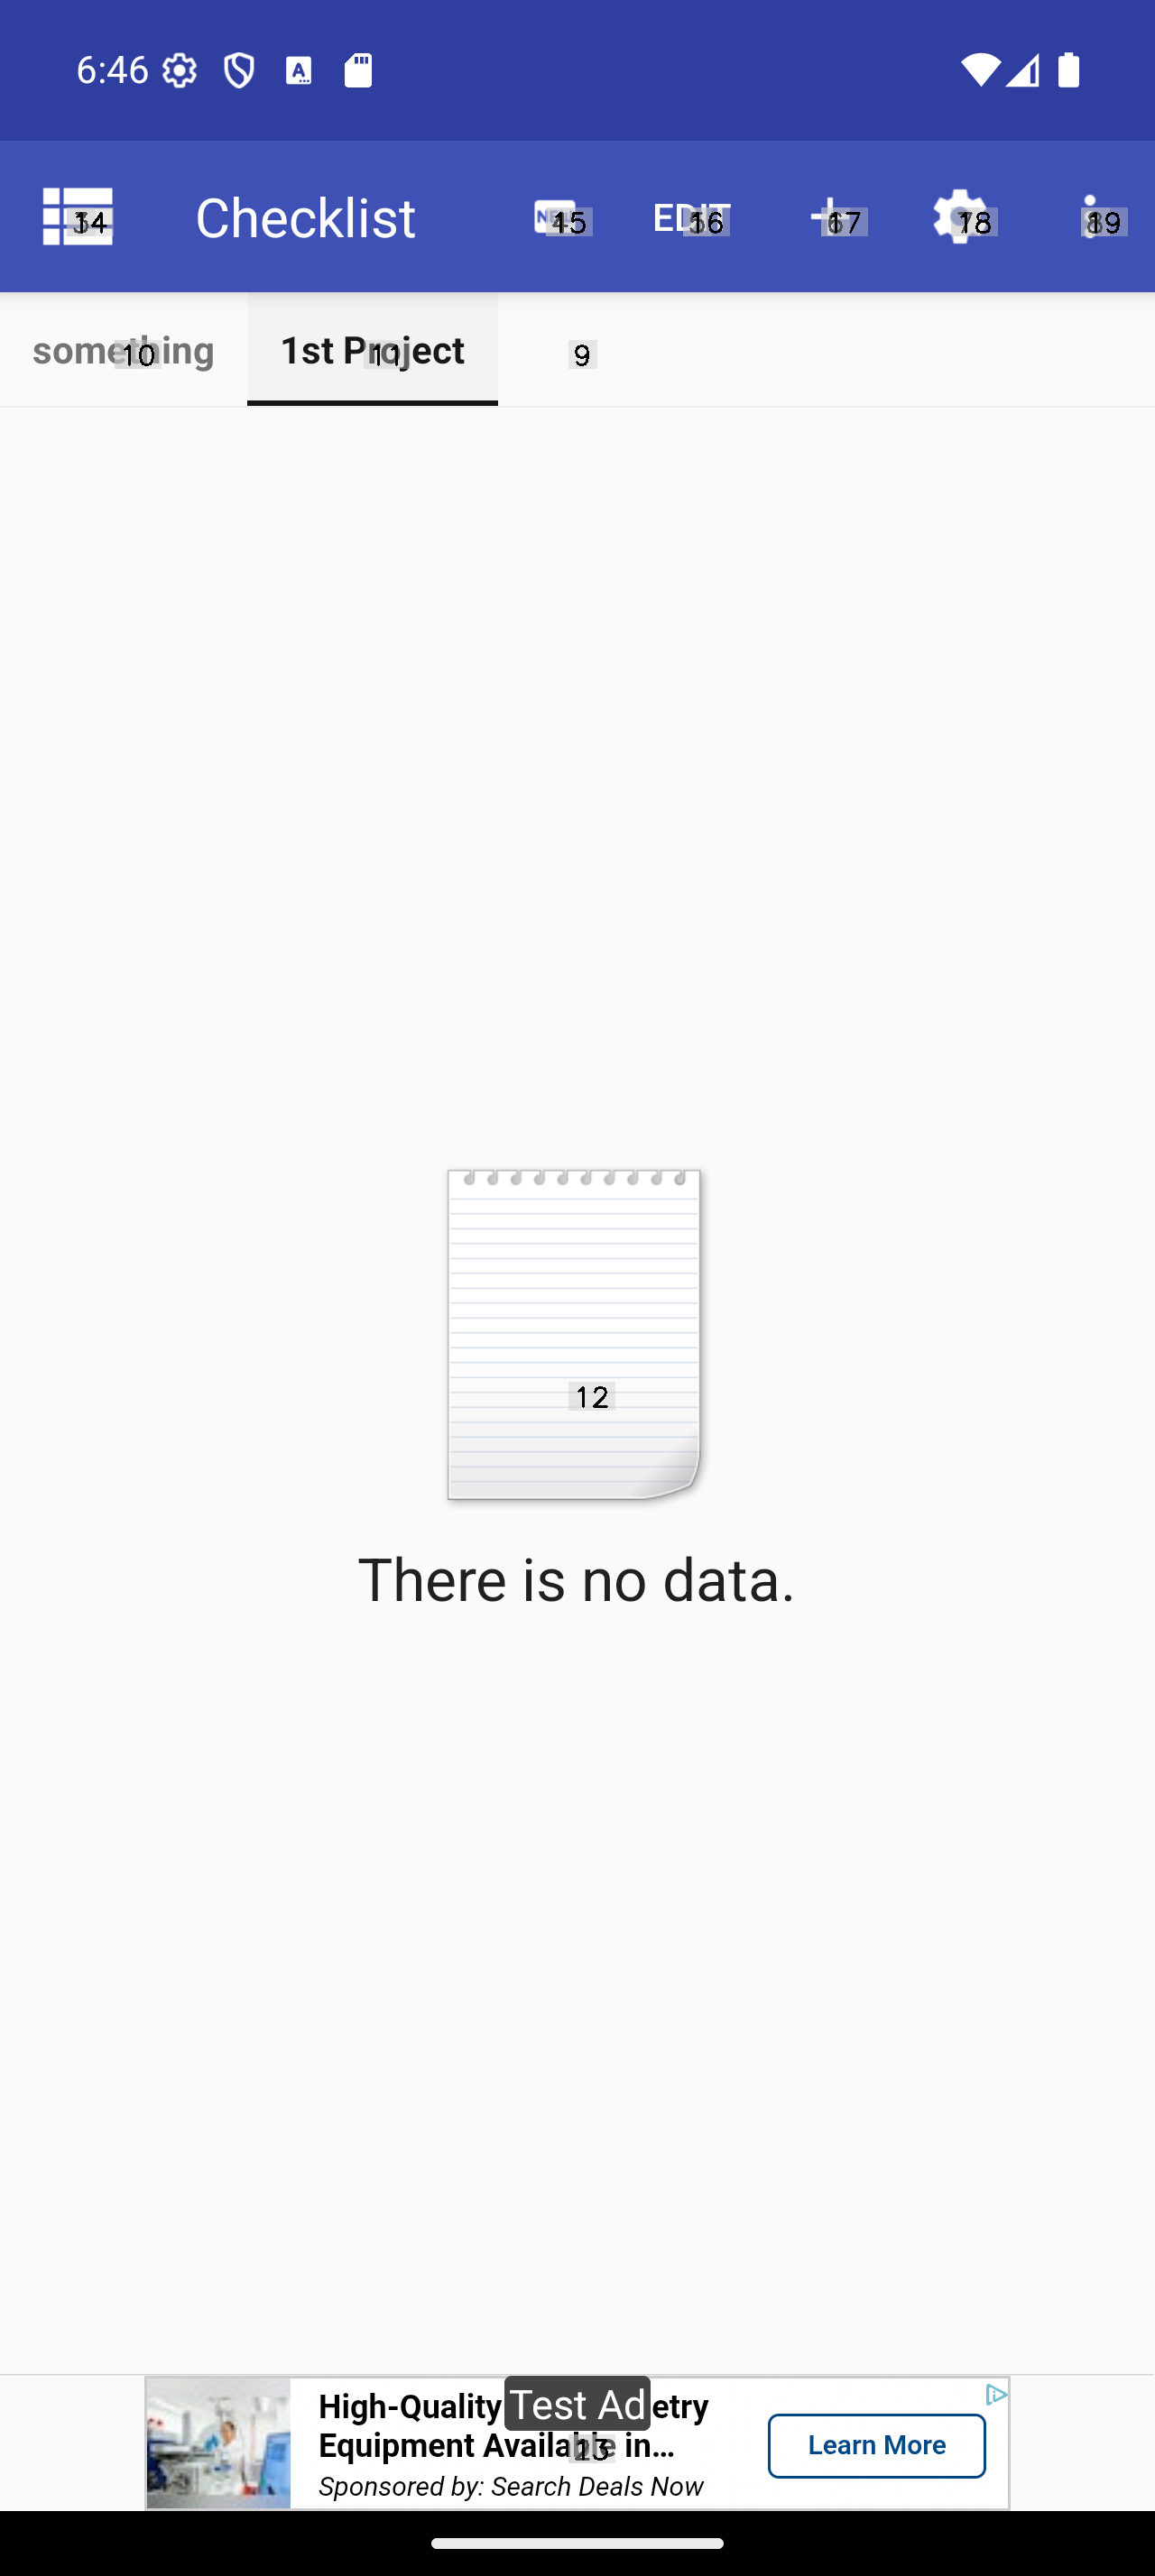 6:46
Checklist
NEW
EDIT
14
15
16
17
18
19
something
1st Project
10
11
9
12
There is no data.
Test Ad
High-Quality etry
Equipment Available in...
Sponsored by: Search Deals Now
Learn More